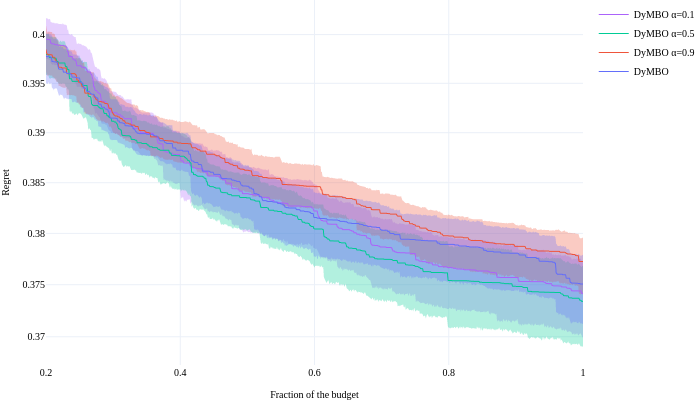 DyMBO α=0.1
DyMBO α=0.5
DyMBO α=0.9
DyMBO
0.4
0.395
0.39
0.385
0.38
0.375
0.37
Regret
0.2
0.4
0.6
0.8
1
Fraction of the budget